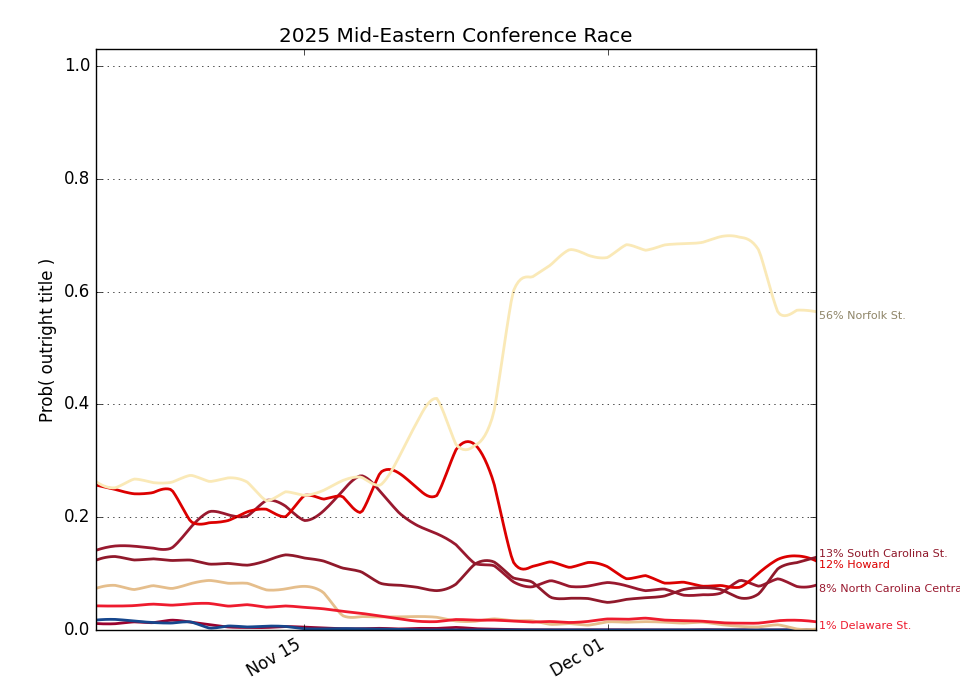 2025 Mid-Eastern Conference Race
1.0
0.8
0.6
0.4
0.2
0.0
Prob( outright title )
Nov 15
Dec 01
56% Norfolk St.
13% South Carolina St.
12% Howard
8% North Carolina Centra
1% Delaware St.